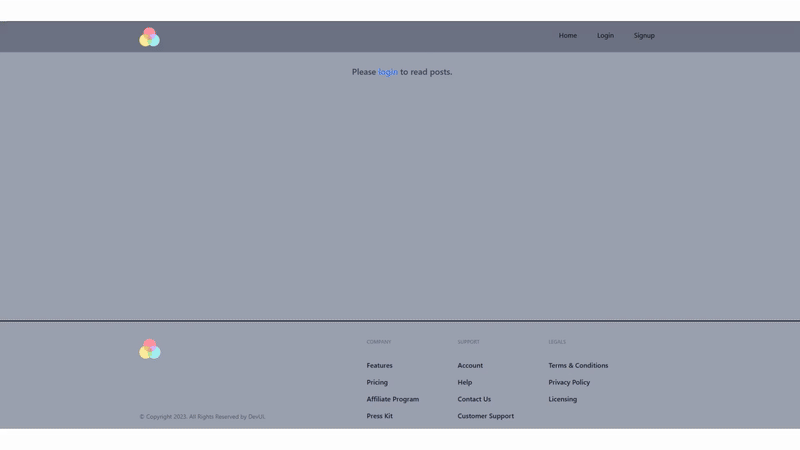 Home Login Signup
Please login to read posts.
COMPANY SUPPORT LEGALS
Features Account Terms & Conditions
Pricing Help Privacy Policy
Affiliate Program Contact Us Licensing
© Copyright 2023. All Rights Reserved by DevUI. Press Kit Customer Support